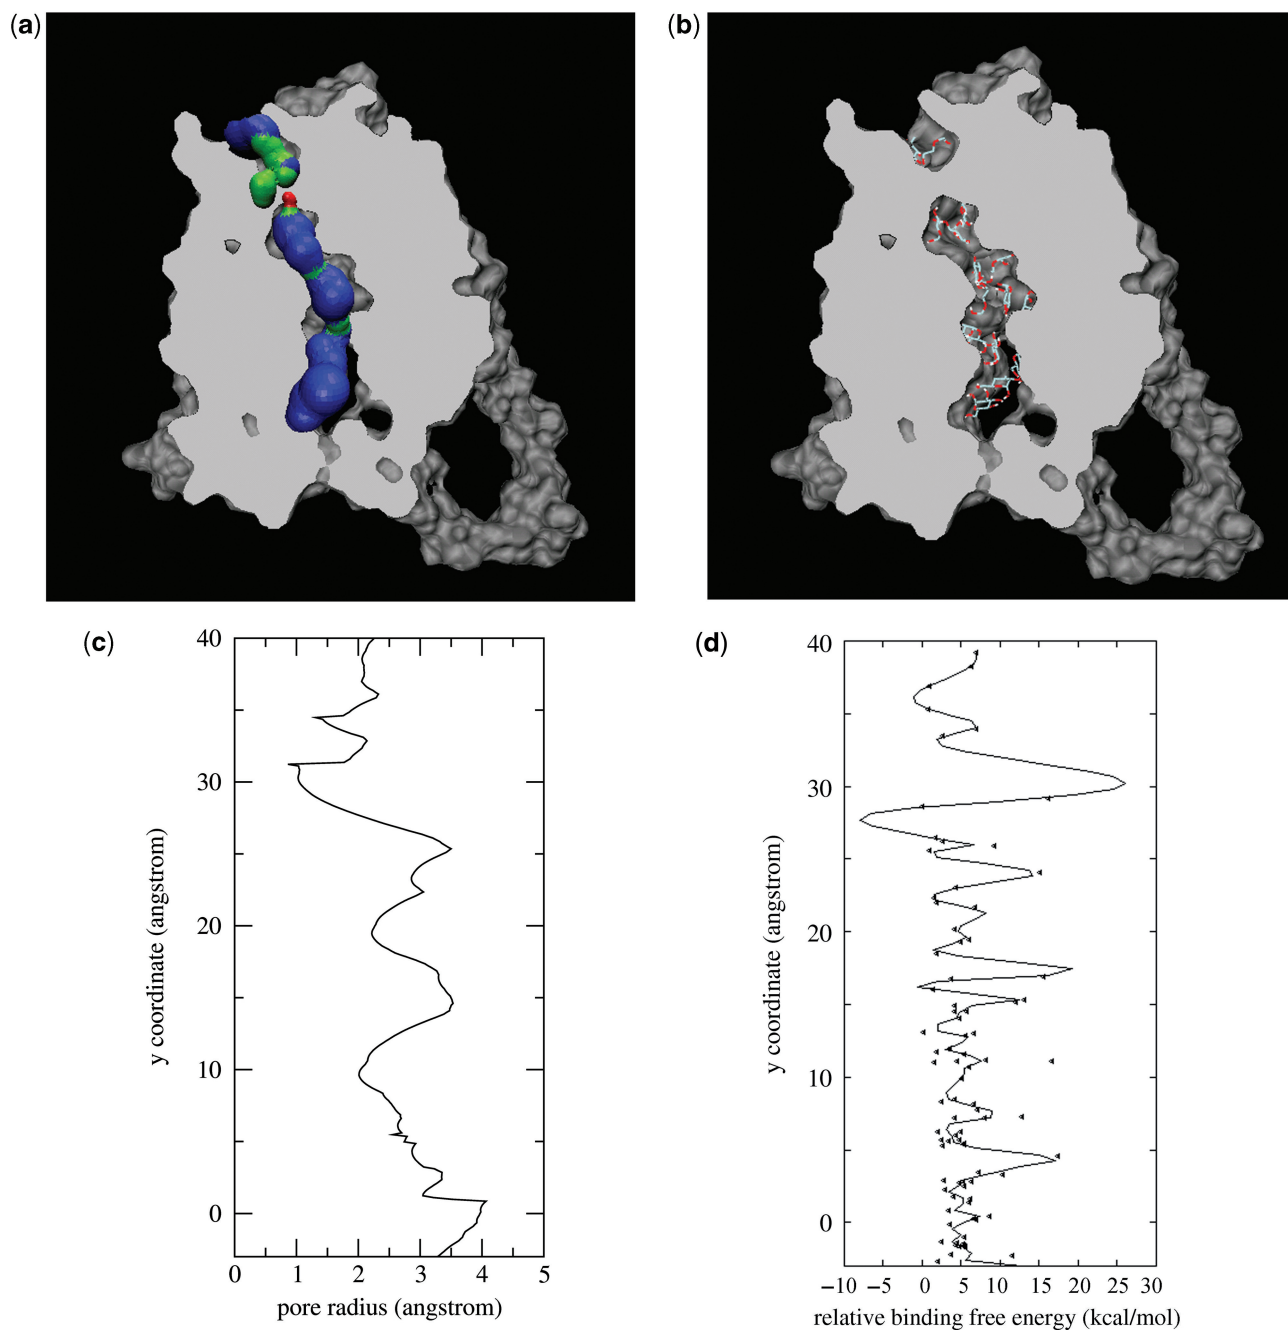 (a)
(b)
(c)
40
30
20
10
0
y coordinate (angstrom)
0 1 2 3 4 5
pore radius (angstrom)
(d)
40
30
20
10
0
y coordinate (angstrom)
−10 −5 0 5 10 15 20 25 30
relative binding free energy (kcal/mol)